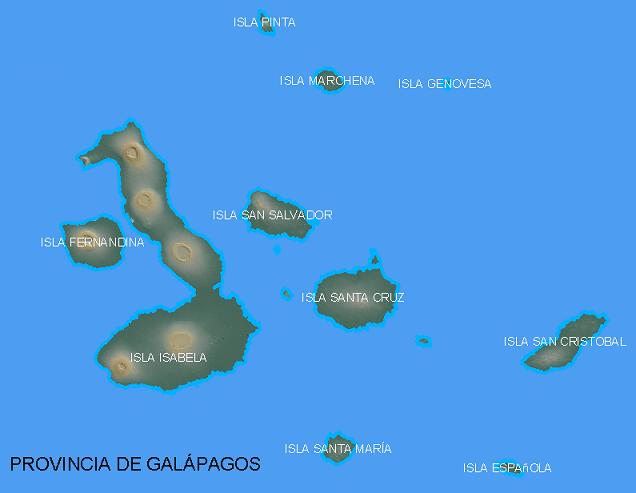 ISLA PINTA
ISLA MARCHENA
ISLA GENOVESA
ISLA SAN SALVADOR
ISLA FERNANDINA
ISLA SANTA CRUZ
ISLA SAN CRISTOBAL
ISLA ISABELA
ISLA SANTA MARÍA
PROVINCIA DE GALÁPAGOS
ISLA ESPAñOLA